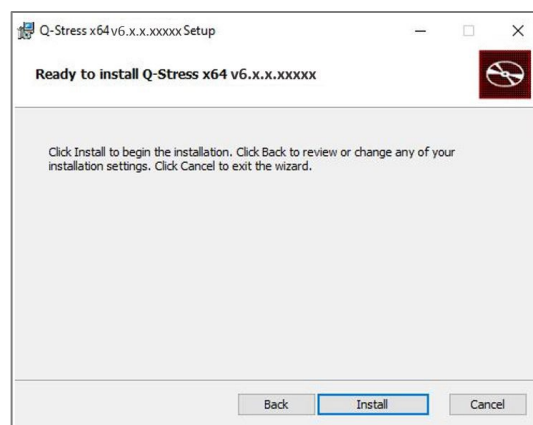 Q-Stress x64 v6.x.x.xxxxx Setup
Ready to install Q-Stress x64 v6.x.x.xxxxx
Click Install to begin the installation. Click Back to review or change any of your
installation settings. Click Cancel to exit the wizard.
Back Install Cancel